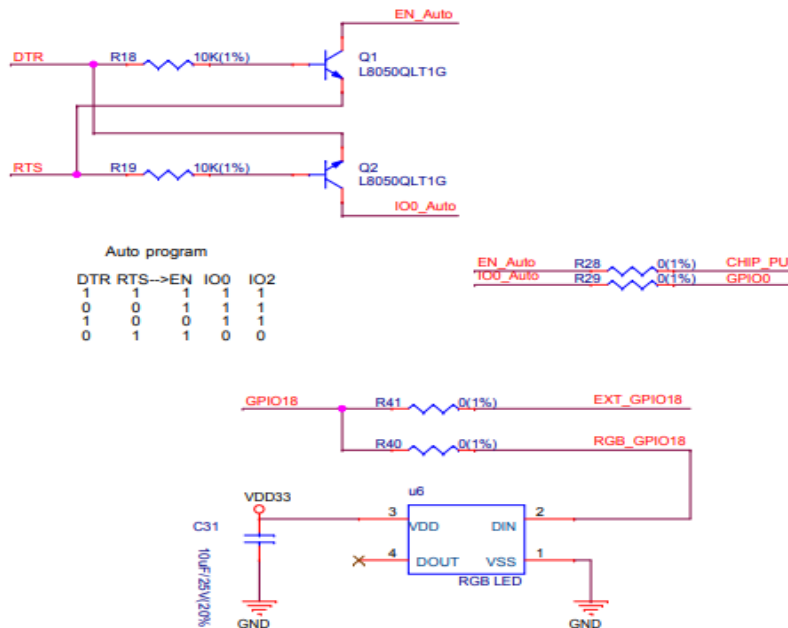 EN_Auto
DTR R18 10K(1%) Q1
L8050QLT1G
RTS R19 10K(1%) Q2
L8050QLT1G
IO0_Auto
Auto program
DTR RTS-->EN IO0 IO2
1 1 1 1 1
0 0 1 1 1
1 0 0 1 1
0 1 1 0 0
EN_Auto R28 0(1%) CHIP_PU
IO0_Auto R29 0(1%) GPIO0
GPIO18 R41 0(1%) EXT_GPIO18
R40 0(1%) RGB_GPIO18
u6
VDD33
C31
10uF/25V(20%
3 VDD DIN 2
4 DOUT VSS 1
RGB LED
GND
GND